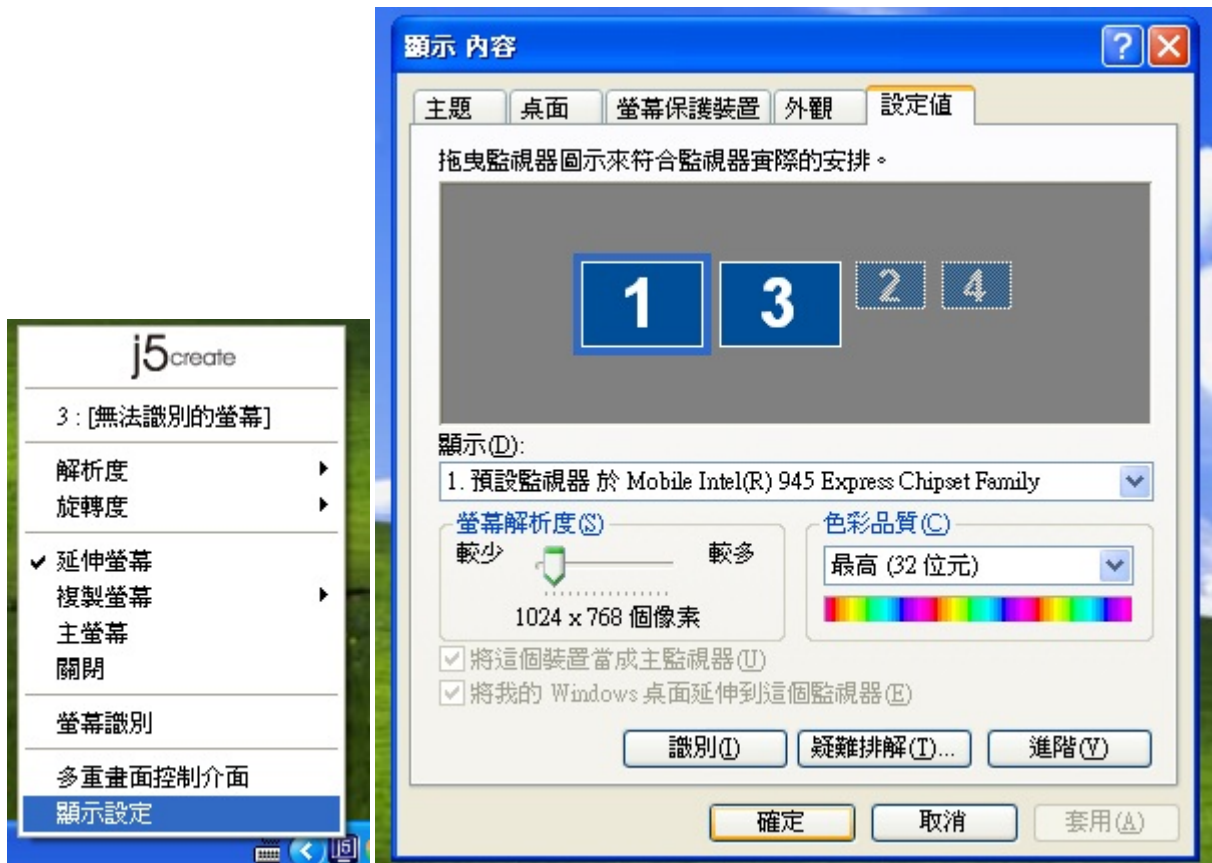 j5create
3 : [無法識別的螢幕]
解析度
旋轉度
延伸螢幕
複製螢幕
主螢幕
關閉
螢幕識別
多重畫面控制介面
顯示設定
j5
顯示 內容
主題 桌面 螢幕保護裝置 外觀 設定值
拖曳監視器圖示來符合監視器實際的安排。
1 3 2 4
顯示(D):
1. 預設監視器 於 Mobile Intel(R) 945 Express Chipset Family
螢幕解析度(S) 色彩品質(C)
較少 較多 最高 (32 位元)
1024 x 768 個像素
將這個裝置當成主監視器(U)
將我的 Windows 桌面延伸到這個監視器(E)
識別(I) 疑難排解(T)... 進階(V)
確定 取消 套用(A)